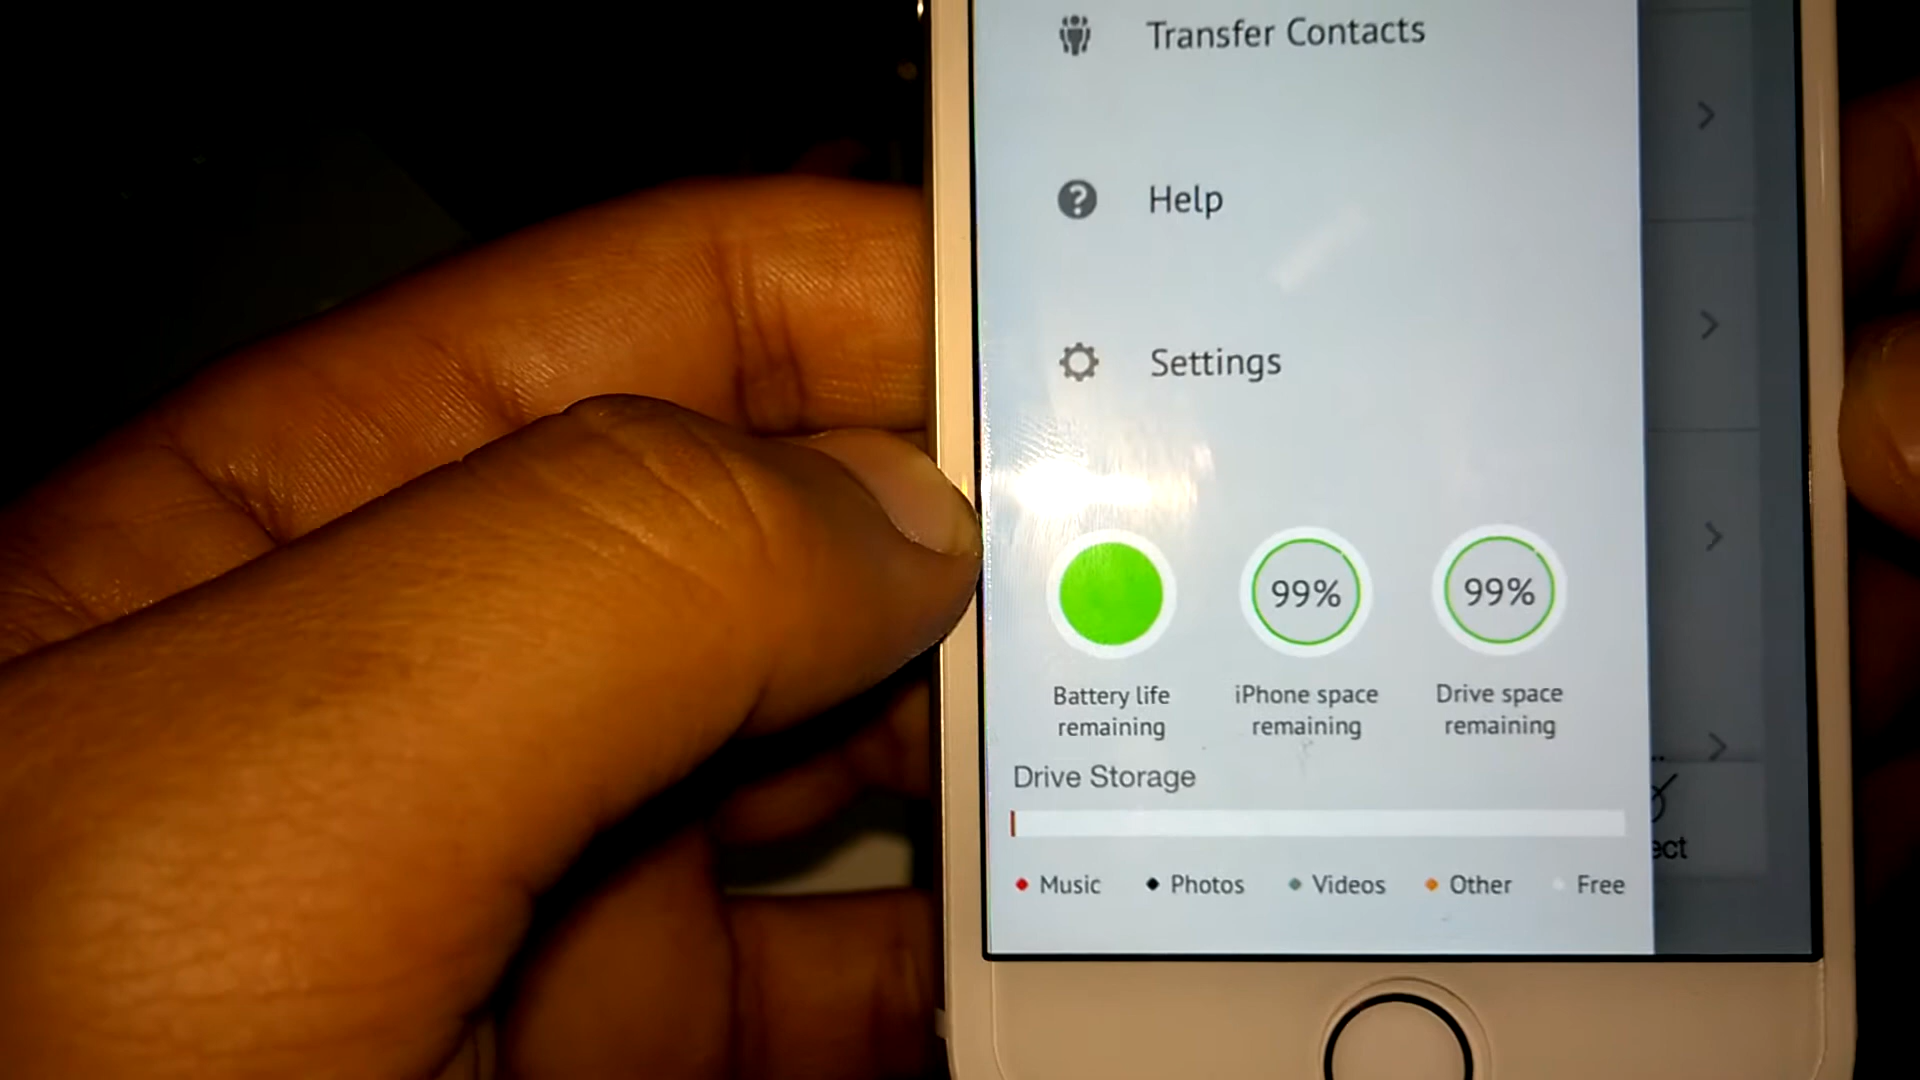 Transfer Contacts
Help
Settings
99%
99%
Battery life
remaining
iPhone space
remaining
Drive space
remaining
Drive Storage
ect
Music
Photos
Videos
Other
Free